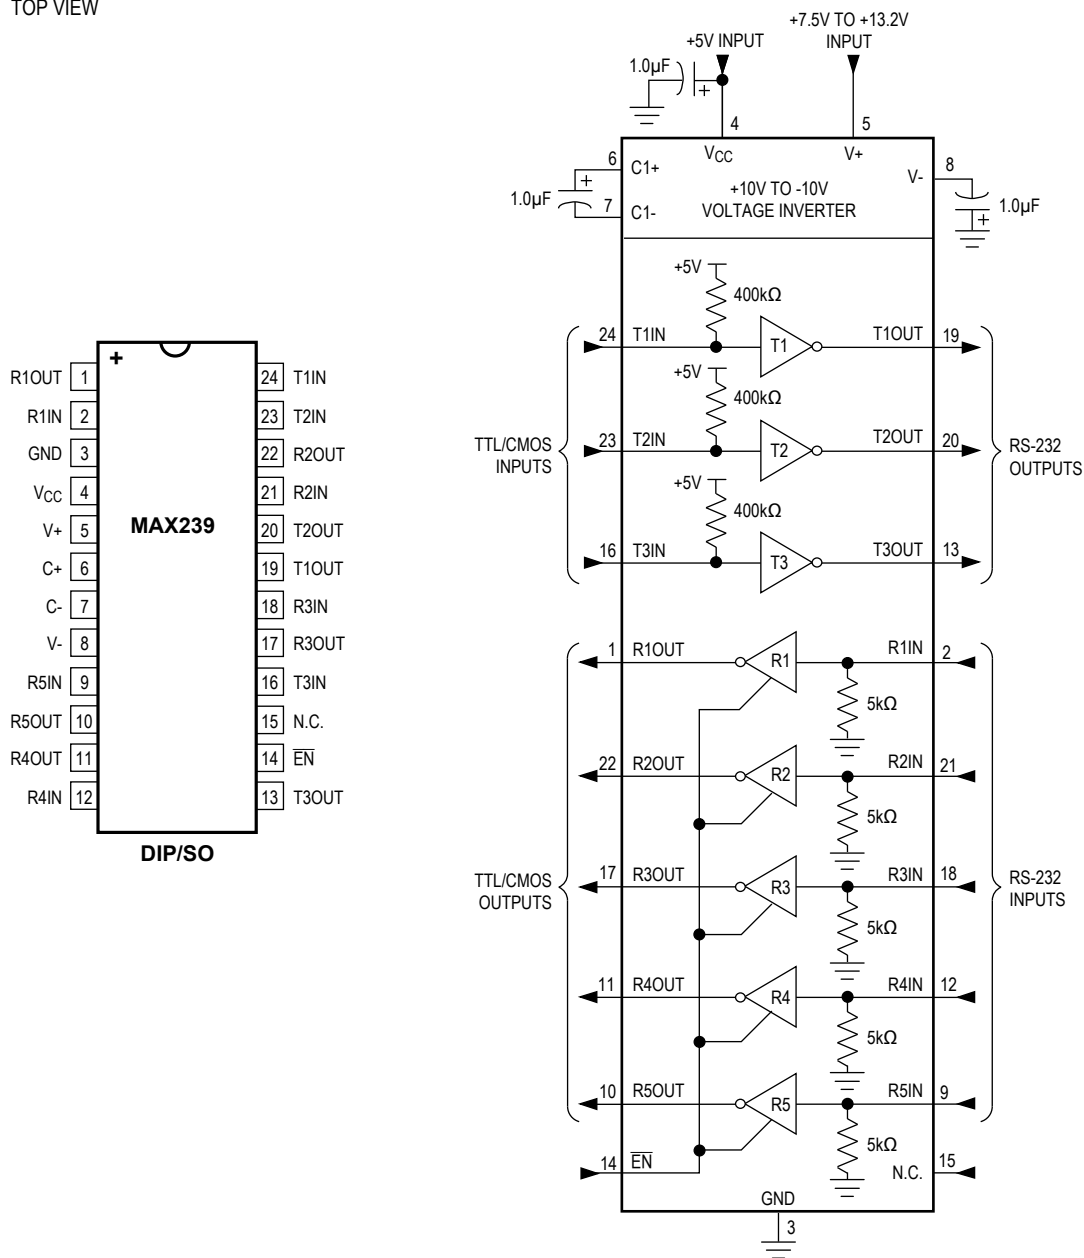 TOP VIEW
+
R1OUT 1
R1IN 2
GND 3
VCC 4
V+ 5
C+ 6
C- 7
V- 8
R5IN 9
R5OUT 10
R4OUT 11
R4IN 12
MAX239
24 T1IN
23 T2IN
22 R2OUT
21 R2IN
20 T2OUT
19 T1OUT
18 R3IN
17 R3OUT
16 T3IN
15 N.C.
14 EN
13 T3OUT
DIP/SO
+5V INPUT
+7.5V TO +13.2V
INPUT
1.0µF
+
4
5
VCC
V+
6 C1+
V- 8
+
1.0µF
7 C1-
+10V TO -10V
VOLTAGE INVERTER
1.0µF
+
+5V
400kΩ
24 T1IN T1 T1OUT 19
+5V
400kΩ
TTL/CMOS
INPUTS
23 T2IN T2 T2OUT 20
RS-232
OUTPUTS
+5V
400kΩ
16 T3IN T3 T3OUT 13
1 R1OUT R1 R1IN 2
5kΩ
22 R2OUT R2 R2IN 21
5kΩ
TTL/CMOS
OUTPUTS
17 R3OUT R3 R3IN 18
RS-232
INPUTS
5kΩ
11 R4OUT R4 R4IN 12
5kΩ
10 R5OUT R5 R5IN 9
5kΩ
14 EN
N.C. 15
GND
3